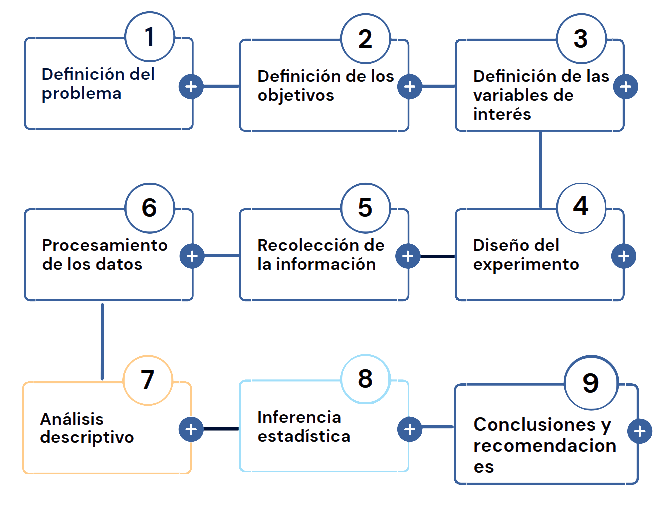 1
Definición del
problema
2
Definición de los
objetivos
3
Definición de las
variables de
interés
4
Diseño del
experimento
5
Recolección de
la información
6
Procesamiento
de los datos
7
Análisis
descriptivo
8
Inferencia
estadística
9
Conclusiones y
recomendacion
es